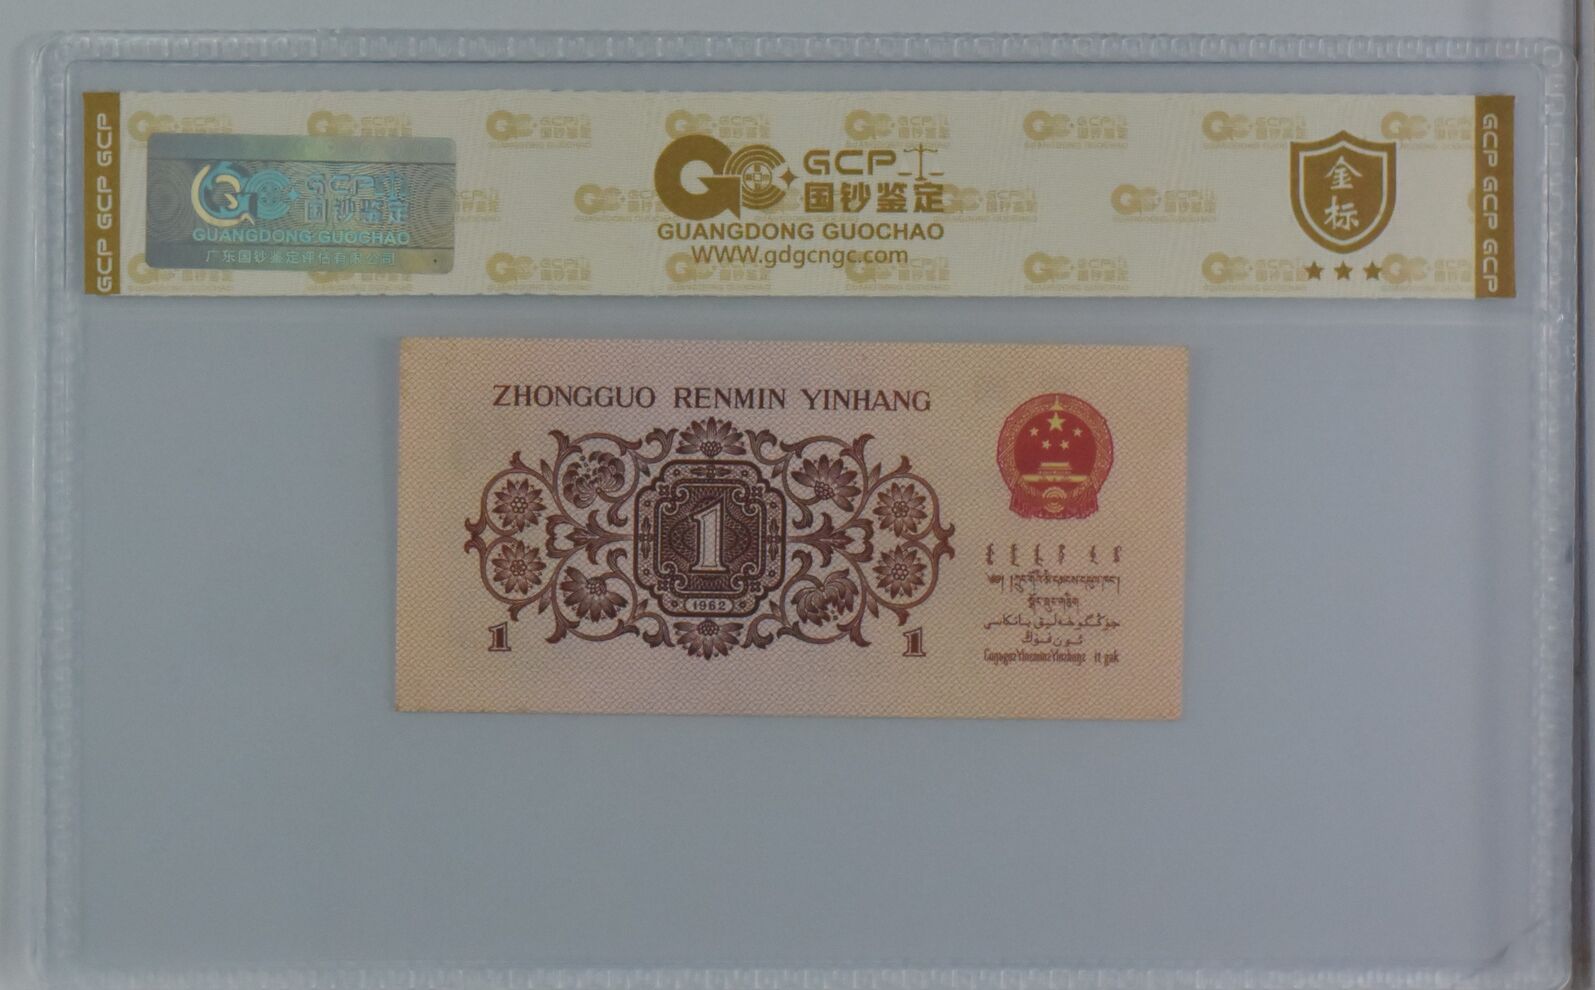 GCP GCP GCP
GCP
国钞鉴定
GUANGDONG GUOCHAO
广东国钞鉴定评估有限公司
GCP
国钞鉴定
GUANGDONG GUOCHAO
WWW.gdgcngc.com
金
标
GCP GCP GCP
ZHONGGUO RENMIN YINHANG
1
1962
1
1